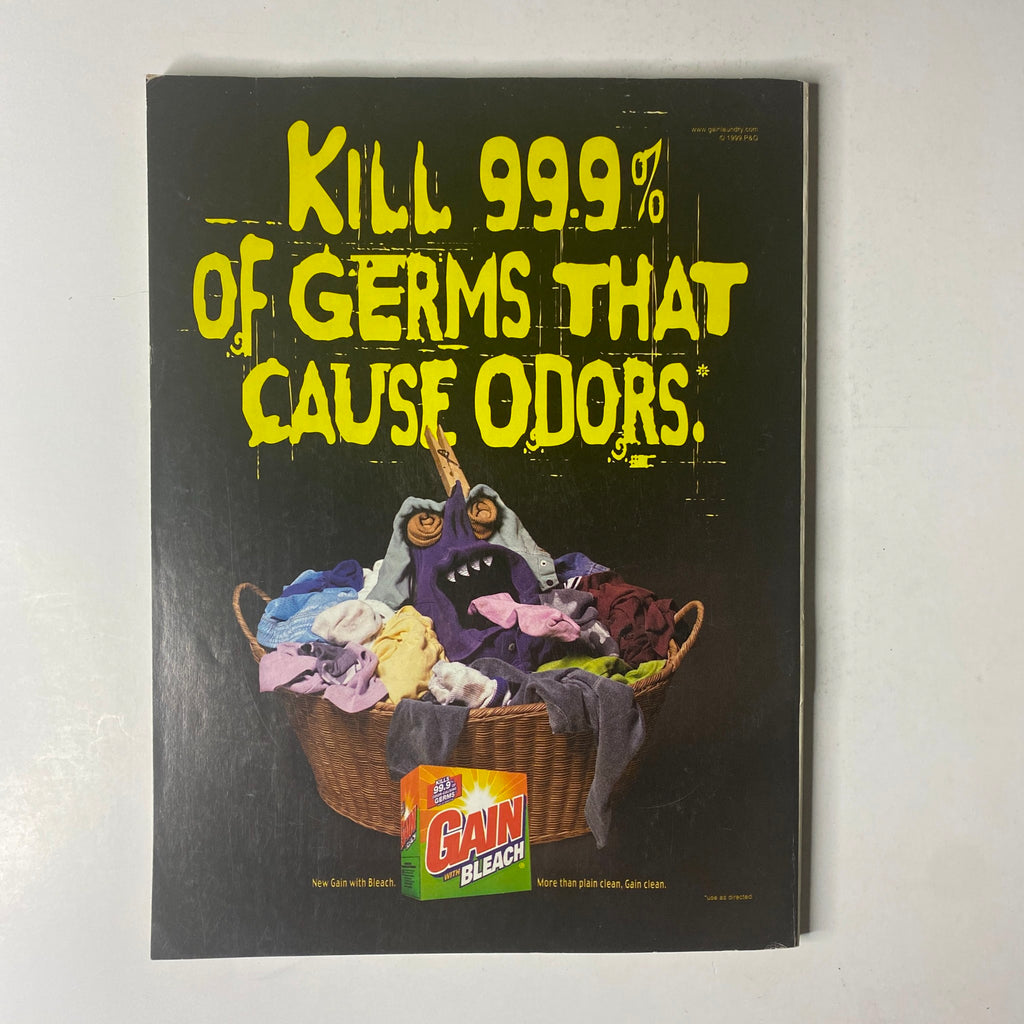 www.gainlaundry.com
© 1999 P&G
KILL 99.9%
OF GERMS THAT
CAUSE ODORS.*
KILLS
99.9%
GERMS
GAIN
WITH BLEACH
New Gain with Bleach.
More than plain clean, Gain clean.
*use as directed